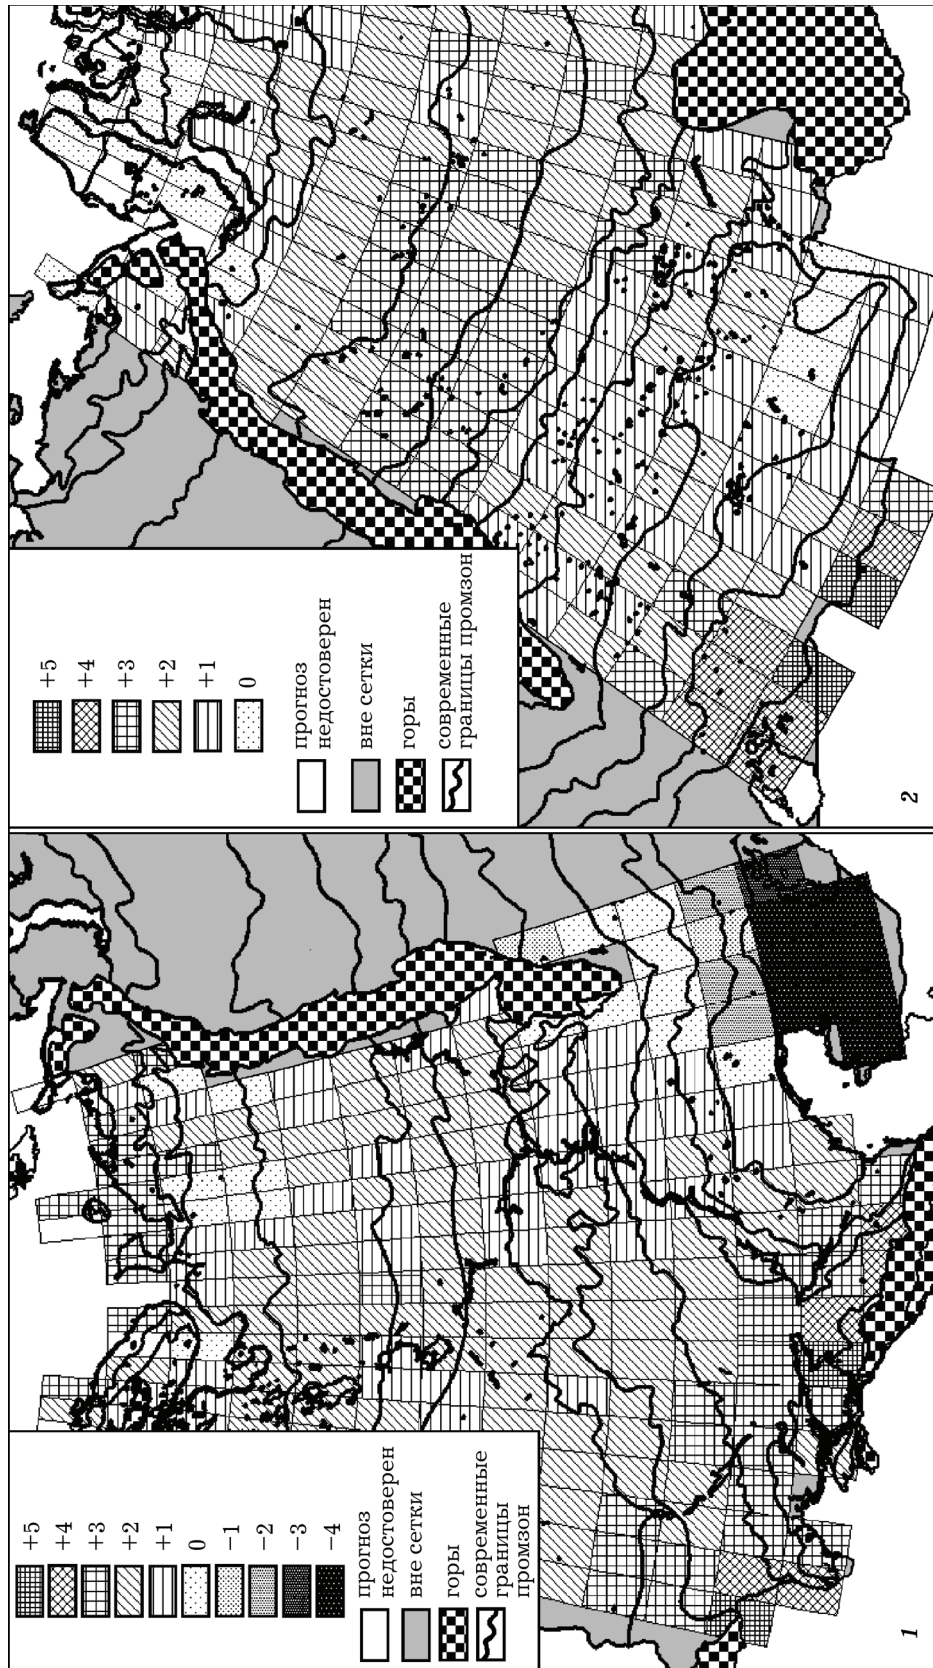 +5
+4
+3
+2
+1
0
−1
−2
−3
−4
прогноз
недостоверен
вне сетки
горы
современные
границы
промзон
1
+5
+4
+3
+2
+1
0
прогноз
недостоверен
вне сетки
горы
современные
границы промзон
2